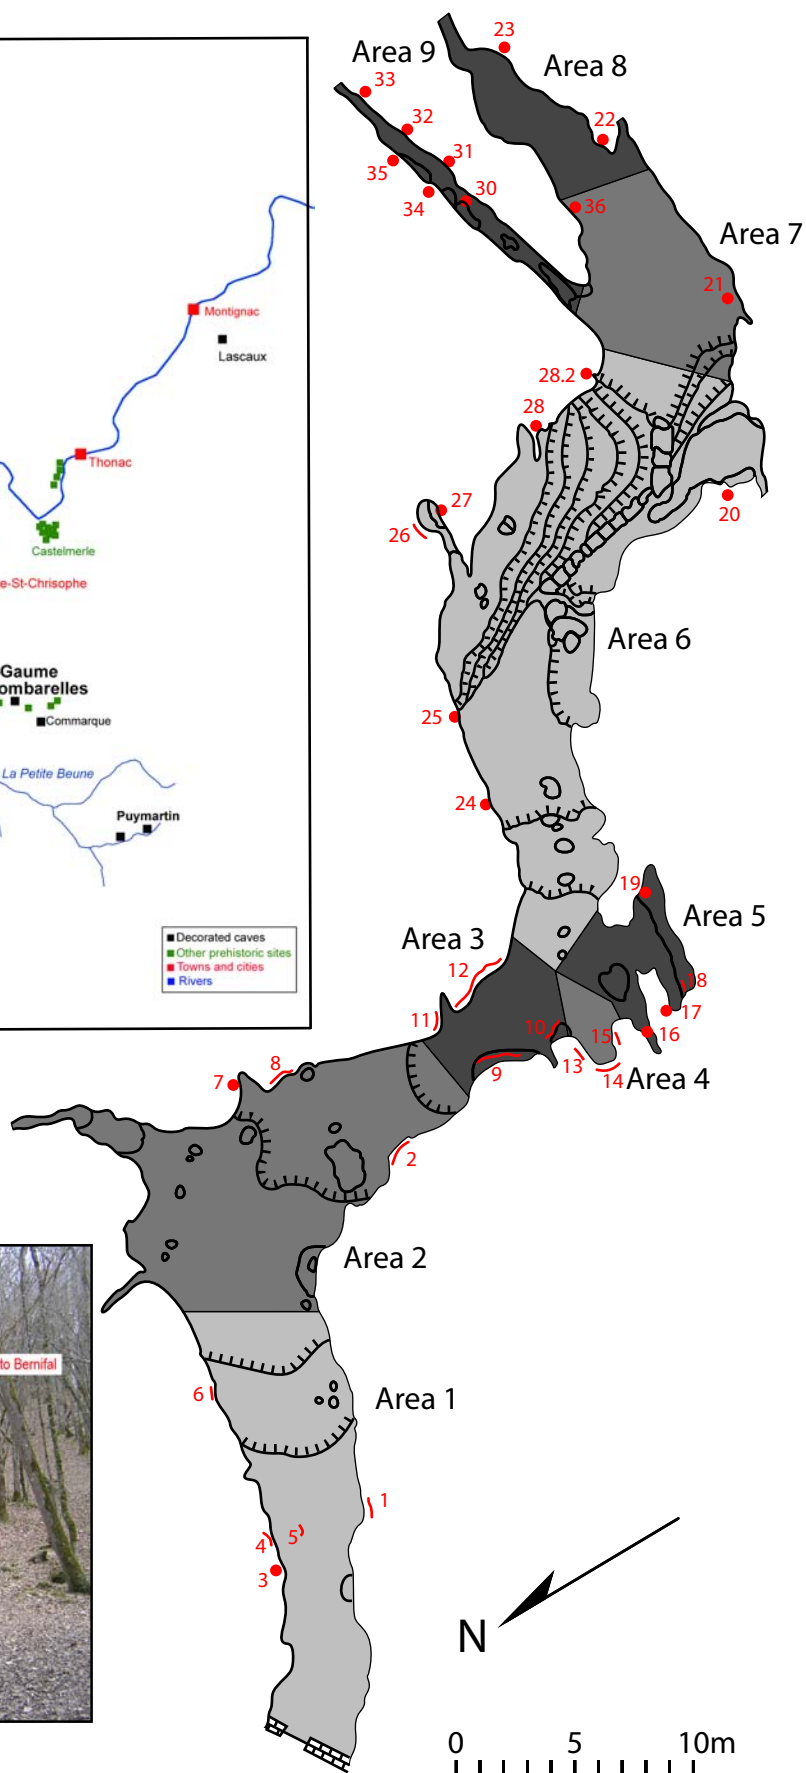 23
Area 9
Area 8
33
32
22
31
35
30
34
36
Area 7
21
Montignac
Lascaux
28.2
28
Thonac
27
20
26
Castelmerle
e-St-Chrisophe
Area 6
Gaume
ombarelles
Commarque
25
La Petite Beune
24
Puymartin
19
Area 5
Decorated caves
Other prehistoric sites
Towns and cities
Rivers
Area 3
12
18
17
11
10
15
16
9
13
14
Area 4
8
7
2
Area 2
to Bernifal
6
Area 1
1
5
4
3
N
0 5 10m